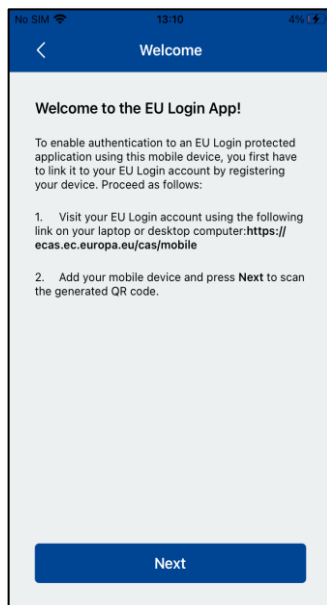 No SIM 13:10 4%
Welcome
Welcome to the EU Login App!
To enable authentication to an EU Login protected
application using this mobile device, you first have
to link it to your EU Login account by registering
your device. Proceed as follows:
1. Visit your EU Login account using the following
link on your laptop or desktop computer:https://
ecas.ec.europa.eu/cas/mobile
2. Add your mobile device and press Next to scan
the generated QR code.
Next